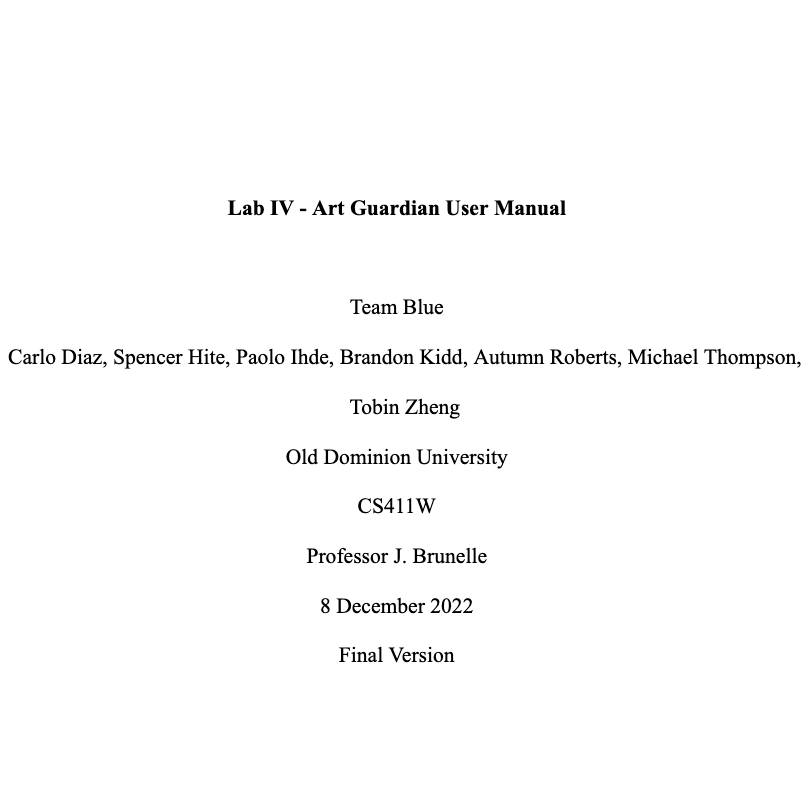 Lab IV - Art Guardian User Manual
Team Blue
Carlo Diaz, Spencer Hite, Paolo Ihde, Brandon Kidd, Autumn Roberts, Michael Thompson,
Tobin Zheng
Old Dominion University
CS411W
Professor J. Brunelle
8 December 2022
Final Version